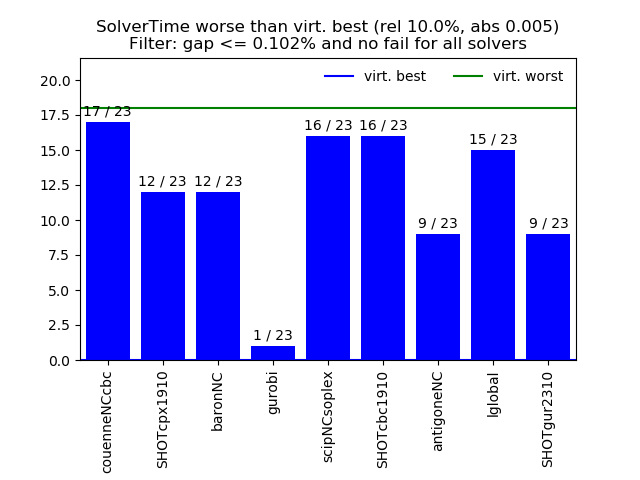 SolverTime worse than virt. best (rel 10.0%, abs 0.005)
Filter: gap <= 0.102% and no fail for all solvers
virt. best
virt. worst
20.0
17.5
15.0
12.5
10.0
7.5
5.0
2.5
0.0
17 / 23
12 / 23
12 / 23
1 / 23
16 / 23
16 / 23
9 / 23
15 / 23
9 / 23
couenneNCcbc
SHOTcpx1910
baronNC
gurobi
scipNCsoplex
SHOTcbc1910
antigoneNC
lglobal
SHOTgur2310